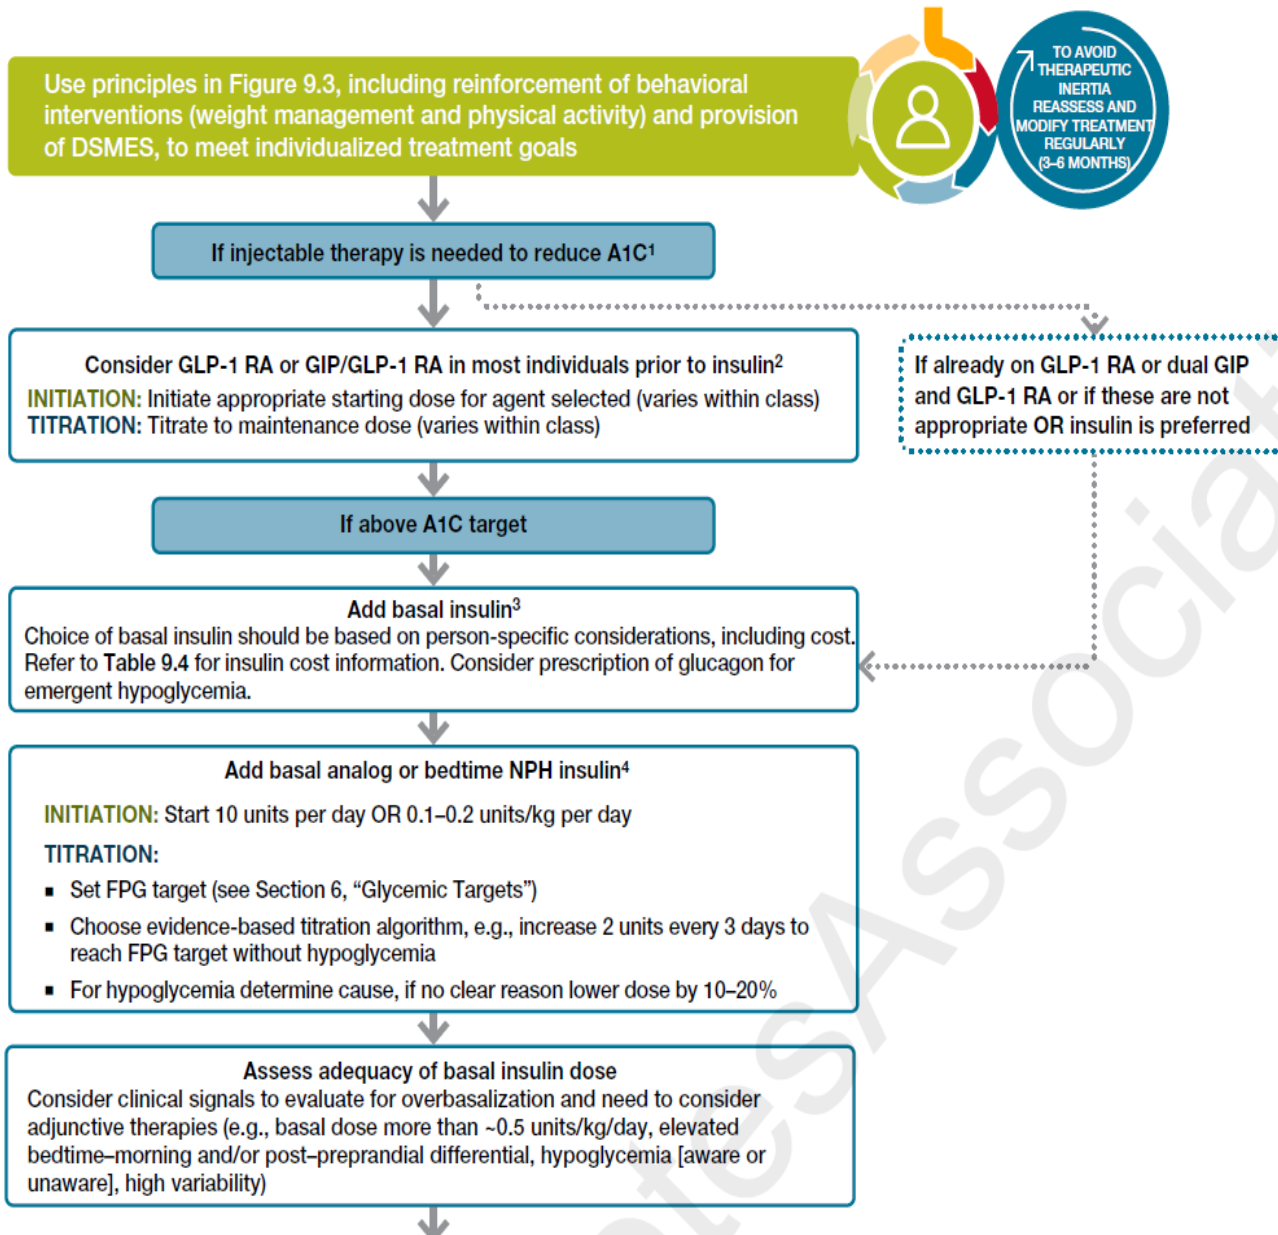 Use principles in Figure 9.3, including reinforcement of behavioral
interventions (weight management and physical activity) and provision
of DSMES, to meet individualized treatment goals
TO AVOID
THERAPEUTIC
INERTIA
REASSESS AND
MODIFY TREATMENT
REGULARLY
(3–6 MONTHS)
If injectable therapy is needed to reduce A1C¹
Consider GLP-1 RA or GIP/GLP-1 RA in most individuals prior to insulin²
INITIATION: Initiate appropriate starting dose for agent selected (varies within class)
TITRATION: Titrate to maintenance dose (varies within class)
If already on GLP-1 RA or dual GIP
and GLP-1 RA or if these are not
appropriate OR insulin is preferred
If above A1C target
Add basal insulin³
Choice of basal insulin should be based on person-specific considerations, including cost.
Refer to Table 9.4 for insulin cost information. Consider prescription of glucagon for
emergent hypoglycemia.
Add basal analog or bedtime NPH insulin⁴
INITIATION: Start 10 units per day OR 0.1–0.2 units/kg per day
TITRATION:
▪ Set FPG target (see Section 6, “Glycemic Targets”)
▪ Choose evidence-based titration algorithm, e.g., increase 2 units every 3 days to
reach FPG target without hypoglycemia
▪ For hypoglycemia determine cause, if no clear reason lower dose by 10–20%
Assess adequacy of basal insulin dose
Consider clinical signals to evaluate for overbasalization and need to consider
adjunctive therapies (e.g., basal dose more than ~0.5 units/kg/day, elevated
bedtime–morning and/or post–preprandial differential, hypoglycemia [aware or
unaware], high variability)
tesAssociati